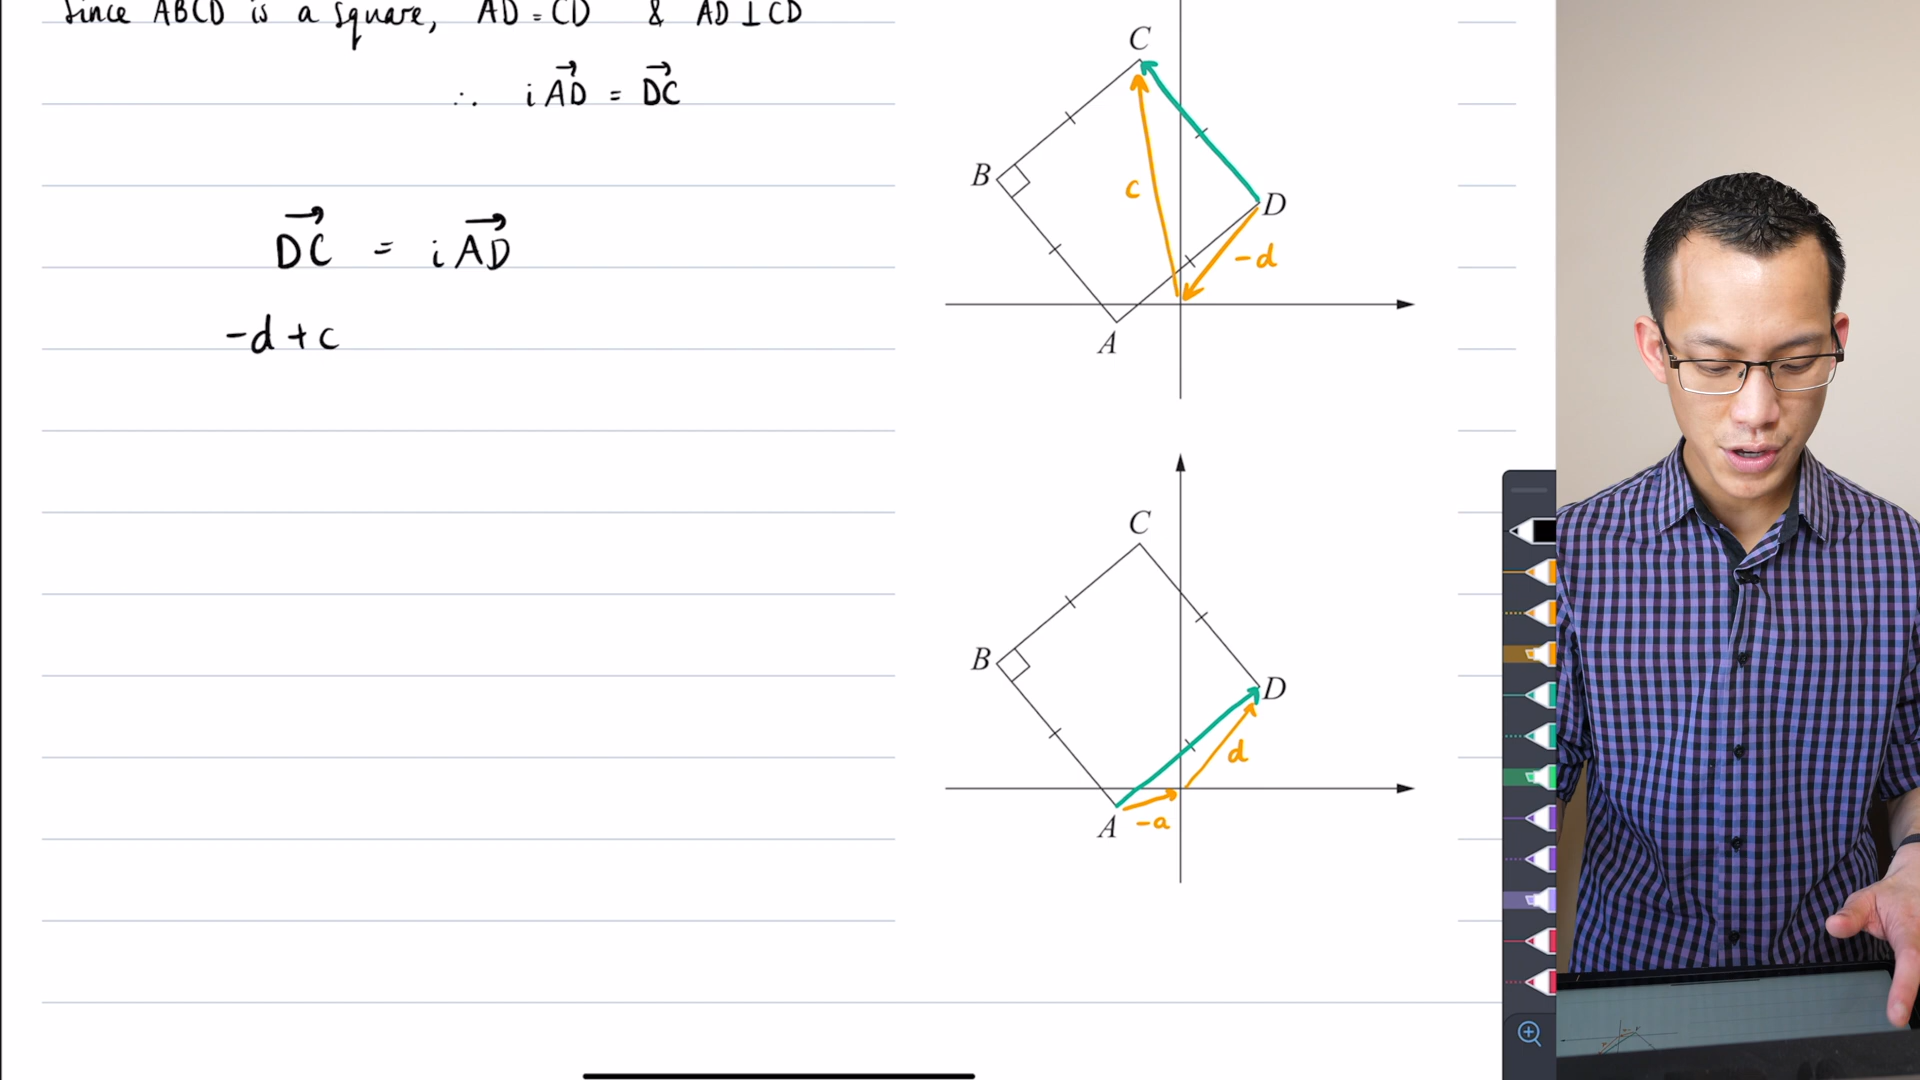 Since ABCD is a square, AD = CD & AD ⊥ CD
∴ i AD→ = DC→
DC→ = i AD→
-d + c
C
B
c
D
-d
A
C
B
D
d
A
-a